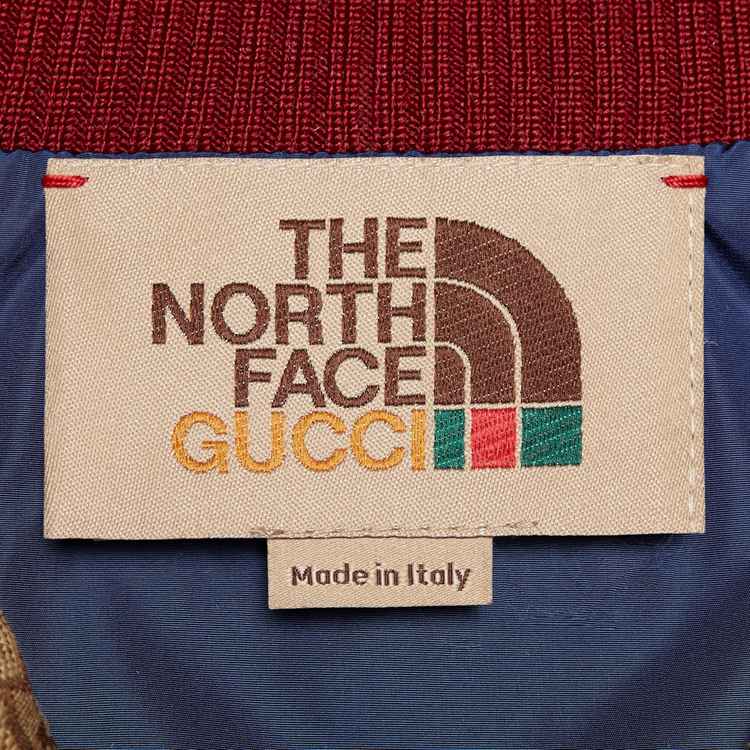 THE
NORTH
FACE
GUCCI
Made in Italy